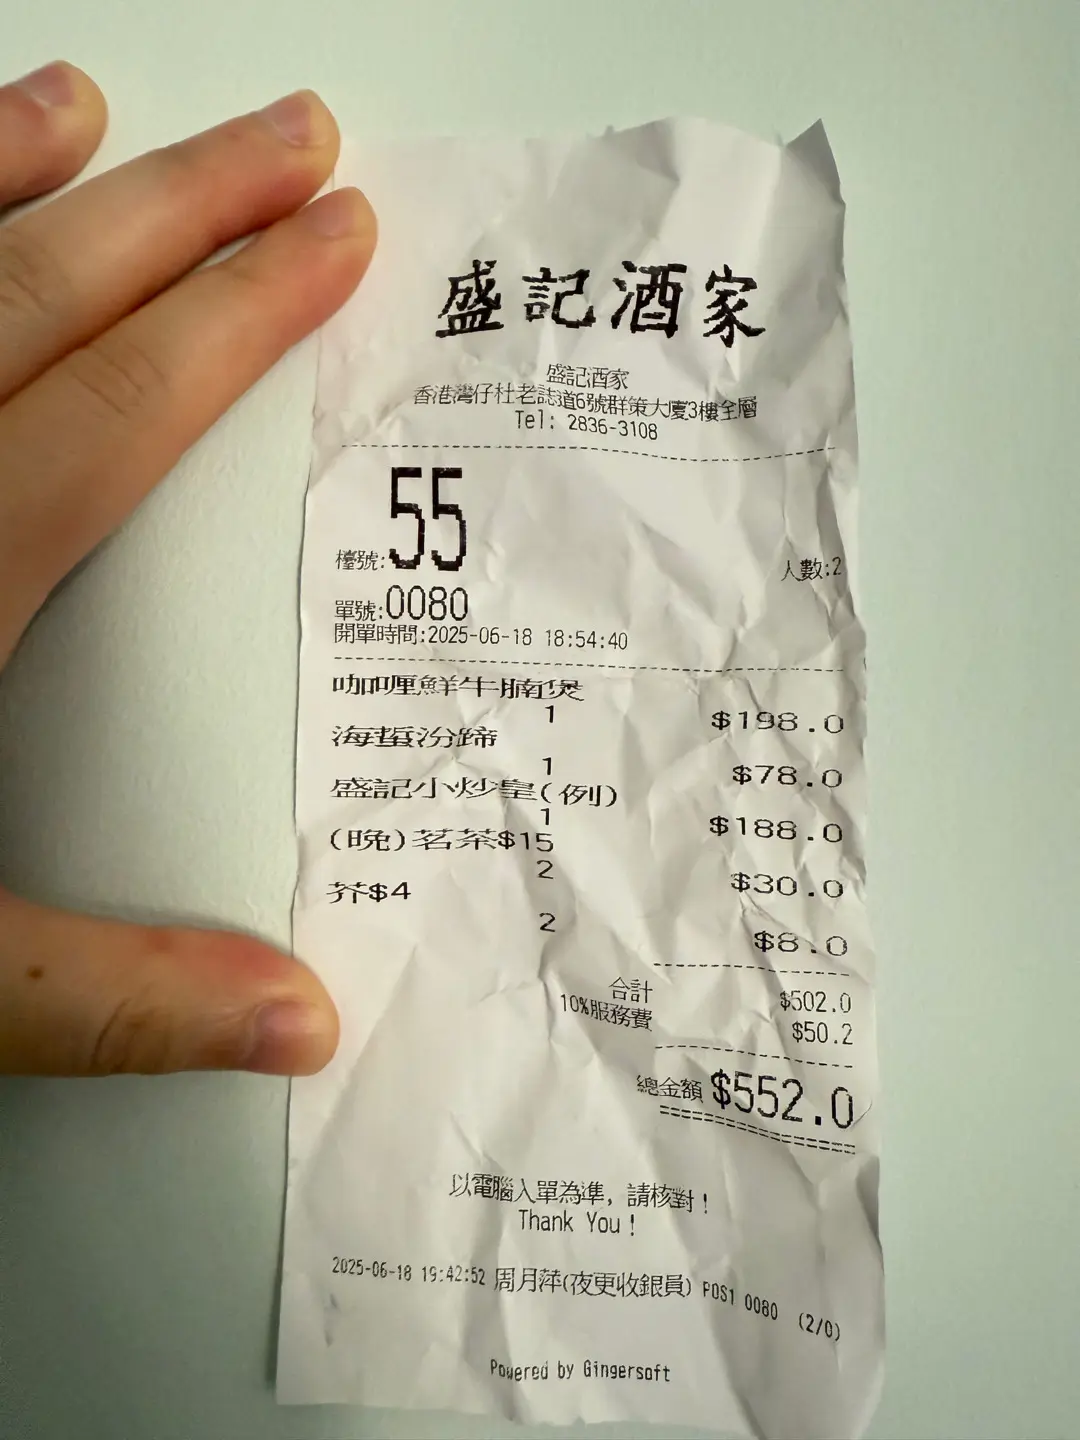 盛記酒家
盛記酒家
香港灣仔杜老誌道6號群策大廈3樓全層
Tel: 2836-3108
檯號:55
人數:2
單號:0080
開單時間:2025-06-18 18:54:40
咖喱鮮牛腩煲
1 $198.0
海蜇汾蹄
1 $78.0
盛記小炒皇(例)
1 $188.0
(晚)茗茶$15
2 $30.0
芥$4
2 $8.0
合計 $502.0
10%服務費 $50.2
總金額 $552.0
以電腦入單為準，請核對！
Thank You !
2025-06-18 19:42:52 周月萍(夜更收銀員) POS1 0080 (2/0)
Powered by Gingersoft